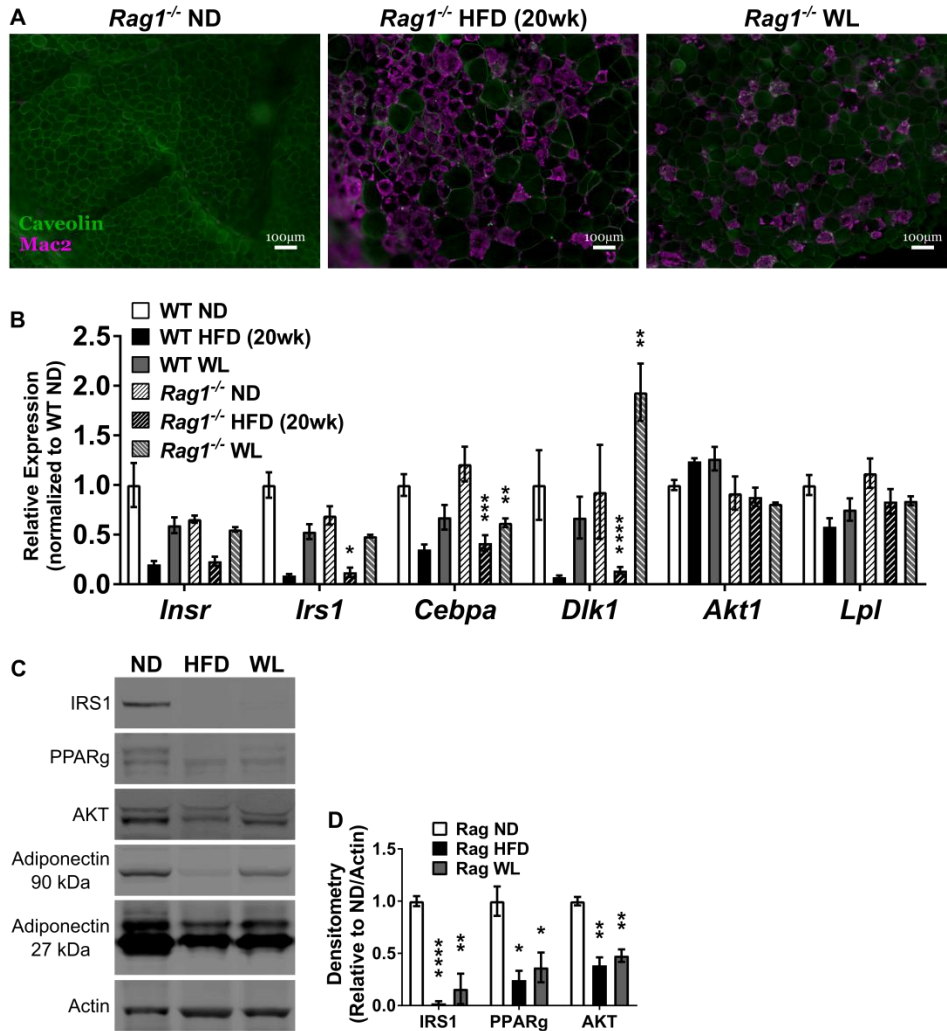 A
Rag1-/- ND
Rag1-/- HFD (20wk)
Rag1-/- WL
Caveolin
Mac2
100µm
100µm
100µm
B
WT ND
WT HFD (20wk)
WT WL
Rag1-/- ND
Rag1-/- HFD (20wk)
Rag1-/- WL
Relative Expression
(normalized to WT ND)
2.5
2.0
1.5
1.0
0.5
0.0
*
***
**
****
**
Insr
Irs1
Cebpa
Dlk1
Akt1
Lpl
C
ND
HFD
WL
IRS1
PPARg
AKT
Adiponectin
90 kDa
Adiponectin
27 kDa
Actin
D
Rag ND
Rag HFD
Rag WL
Densitometry
(Relative to ND/Actin)
1.5
1.0
0.5
0.0
****
**
*
*
**
**
IRS1
PPARg
AKT